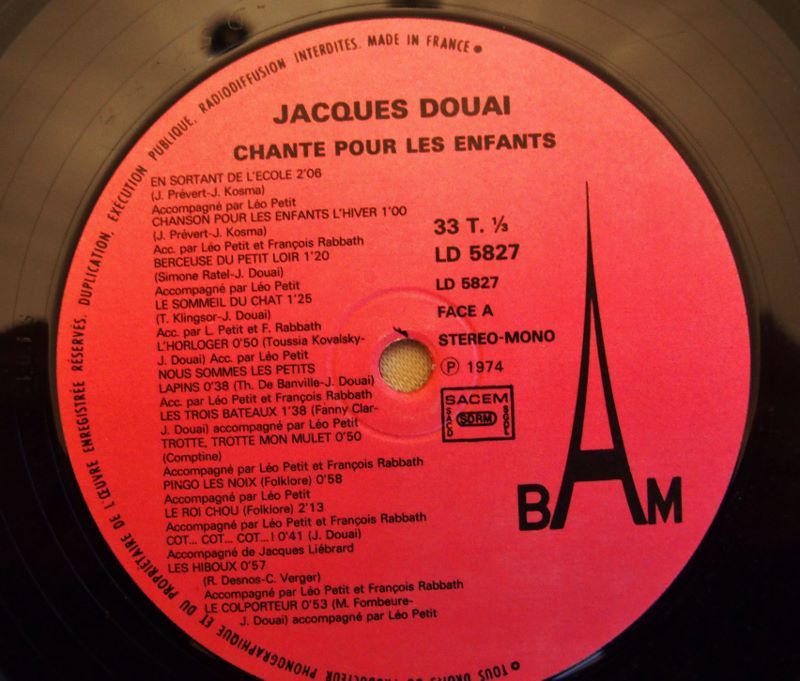 TOUS DROITS DU PRODUCTEUR PHONOGRAPHIQUE ET DU PROPRIÉTAIRE DE L'ŒUVRE ENREGISTRÉE RÉSERVÉS. DUPLICATION, EXÉCUTION PUBLIQUE, RADIODIFFUSION INTERDITES. MADE IN FRANCE
JACQUES DOUAI
CHANTE POUR LES ENFANTS
EN SORTANT DE L'ECOLE 2'06
(J. Prévert-J. Kosma)
Accompagné par Léo Petit
CHANSON POUR LES ENFANTS L'HIVER 1'00
(J. Prévert-J. Kosma)
Acc. par Léo Petit et François Rabbath
BERCEUSE DU PETIT LOIR 1'20
(Simone Ratel-J. Douai)
Accompagné par Léo Petit
LE SOMMEIL DU CHAT 1'25
(T. Klingsor-J. Douai)
Acc. par L. Petit et F. Rabbath
L'HORLOGER 0'50 (Toussia Kovalsky-
J. Douai) Acc. par Léo Petit
NOUS SOMMES LES PETITS
LAPINS 0'38 (Th. De Banville-J. Douai)
Acc. par Léo Petit et François Rabbath
LES TROIS BATEAUX 1'38 (Fanny Clar-
J. Douai) accompagné par Léo Petit
TROTTE, TROTTE MON MULET 0'50
(Comptine)
Accompagné par Léo Petit et François Rabbath
PINGO LES NOIX (Folklore) 0'58
Accompagné par Léo Petit
LE ROI CHOU (Folklore) 2'13
Accompagné par Léo Petit et François Rabbath
COT... COT... COT...! 0'41 (J. Douai)
Accompagné de Jacques Liébrard
LES HIBOUX 0'57
(R. Desnos-C. Verger)
Accompagné par Léo Petit et François Rabbath
LE COLPORTEUR 0'53 (M. Fombeure-
J. Douai) accompagné par Léo Petit
33 T. ⅓
LD 5827
LD 5827
FACE A
STEREO-MONO
Ⓟ 1974
SACEM
SACD
SDRM
SGDL
BAM